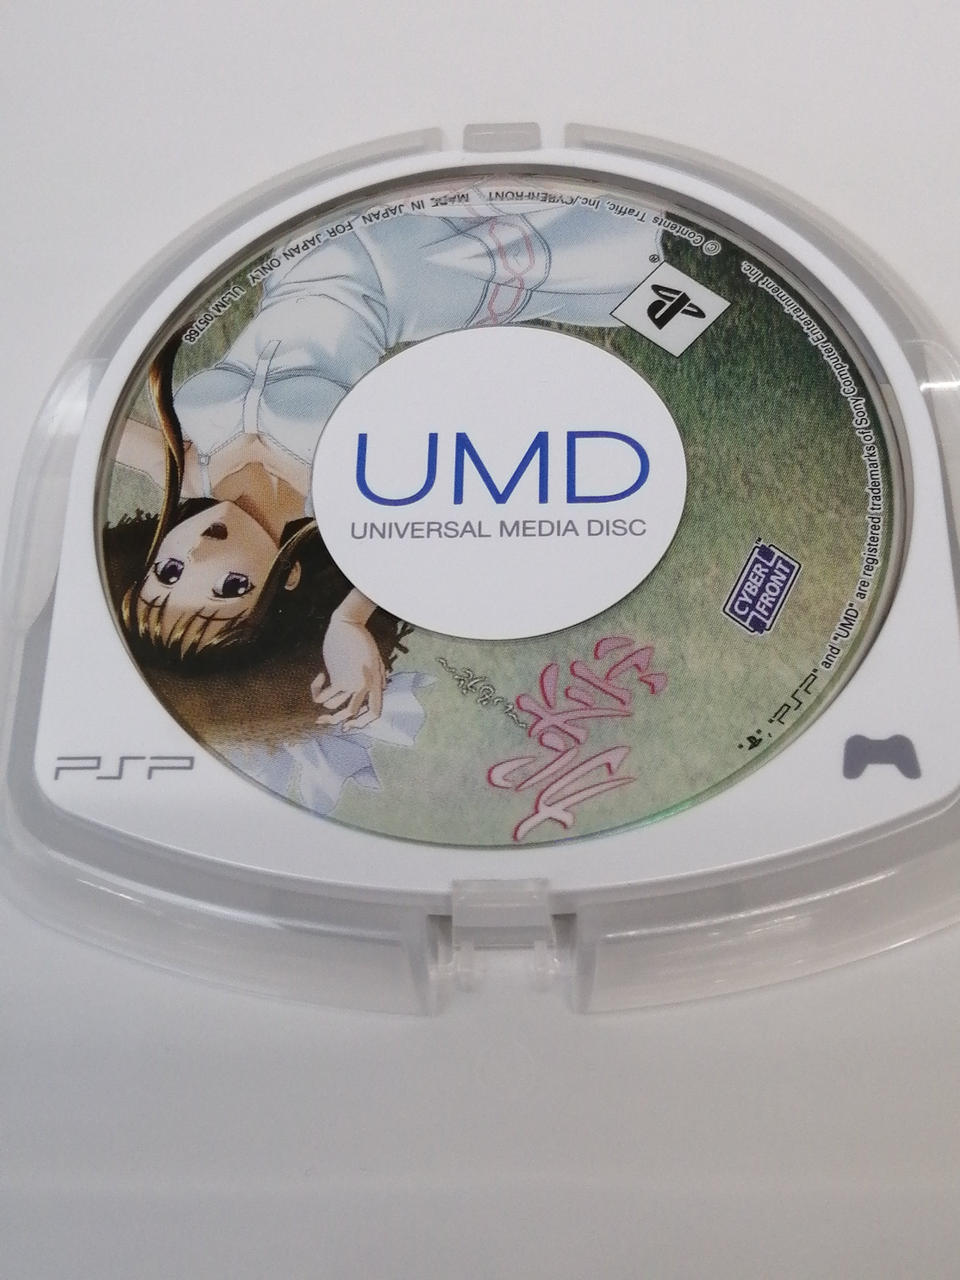 © Contents Traffic, Inc./CYBERFRONT MADE IN JAPAN FOR JAPAN ONLY ULJM 05768
®
UMD
UNIVERSAL MEDIA DISC
CYBER
FRONT
™
"PSP" and "UMD" are registered trademarks of Sony Computer Entertainment Inc.
PSP